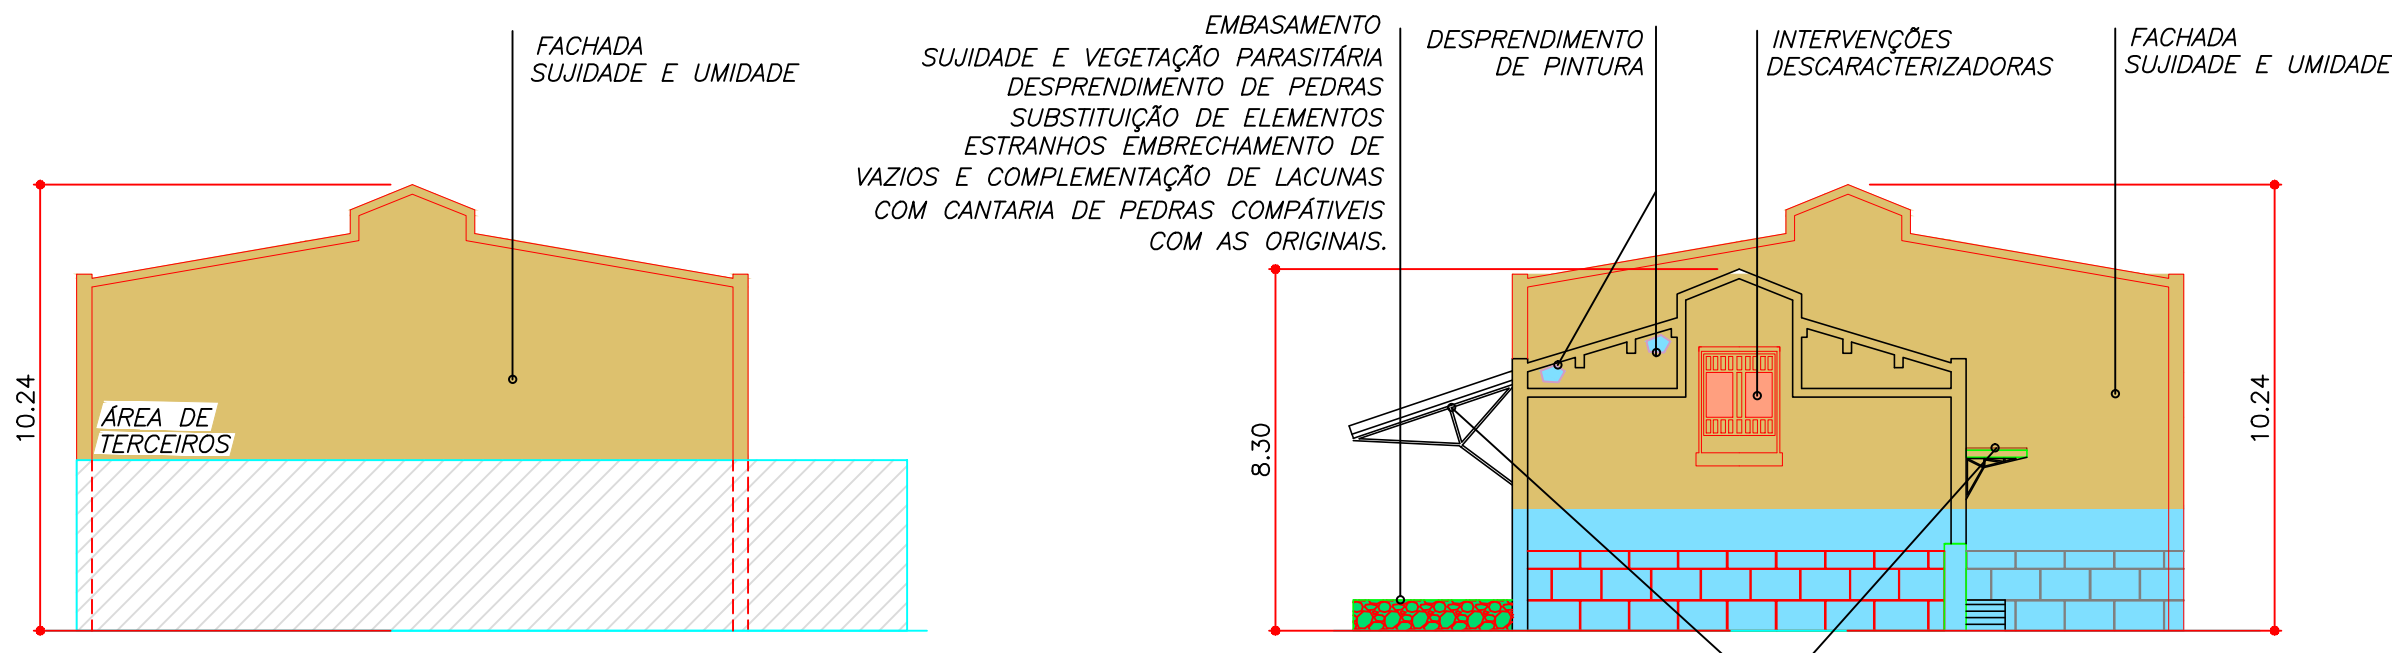 FACHADA
SUJIDADE E UMIDADE
10.24
ÁREA DE
TERCEIROS
EMBASAMENTO
SUJIDADE E VEGETAÇÃO PARASITÁRIA
DESPRENDIMENTO DE PEDRAS
SUBSTITUIÇÃO DE ELEMENTOS
ESTRANHOS EMBRECHAMENTO DE
VAZIOS E COMPLEMENTAÇÃO DE LACUNAS
COM CANTARIA DE PEDRAS COMPÁTIVEIS
COM AS ORIGINAIS.
DESPRENDIMENTO
DE PINTURA
INTERVENÇÕES
DESCARACTERIZADORAS
FACHADA
SUJIDADE E UMIDADE
8.30
10.24